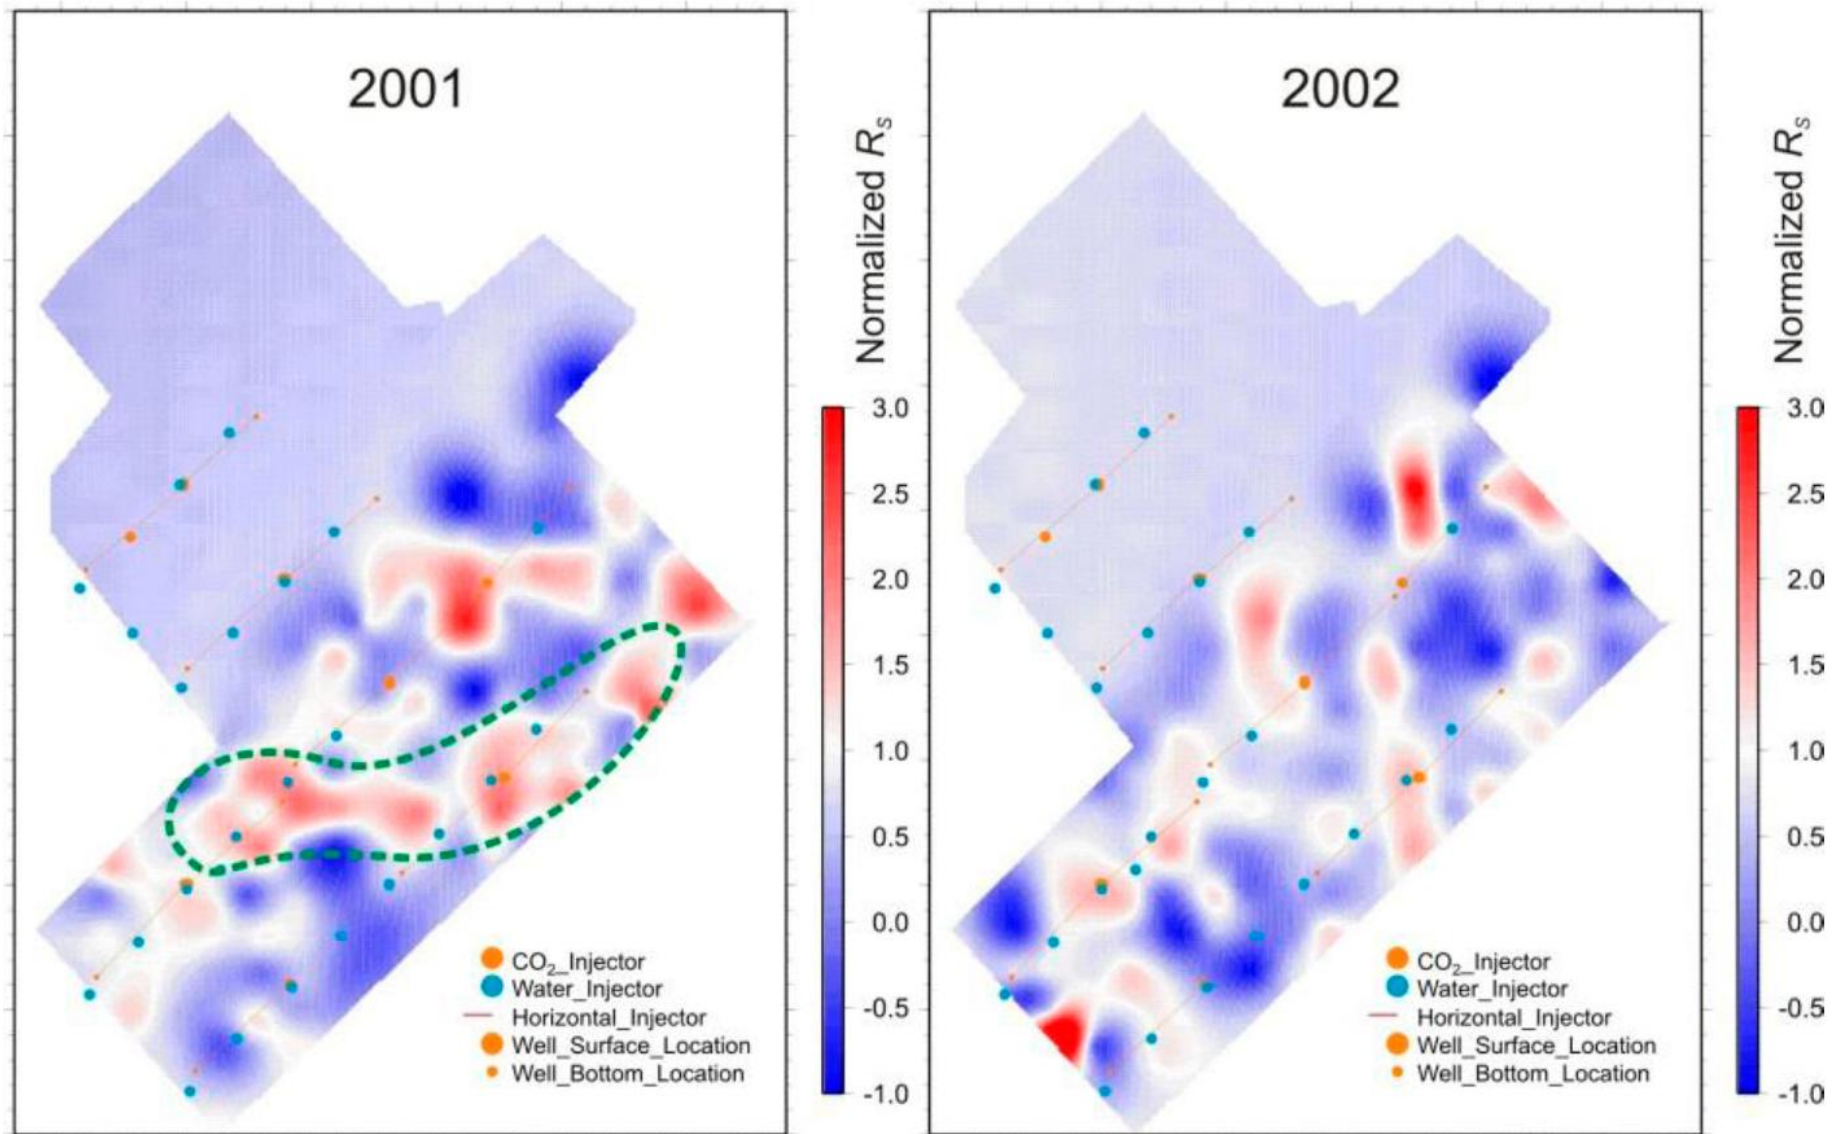 2001
Normalized Rₛ
3.0
2.5
2.0
1.5
1.0
0.5
0.0
-0.5
-1.0
CO₂_Injector
Water_Injector
Horizontal_Injector
Well_Surface_Location
Well_Bottom_Location
2002
Normalized Rₛ
3.0
2.5
2.0
1.5
1.0
0.5
0.0
-0.5
-1.0
CO₂_Injector
Water_Injector
Horizontal_Injector
Well_Surface_Location
Well_Bottom_Location